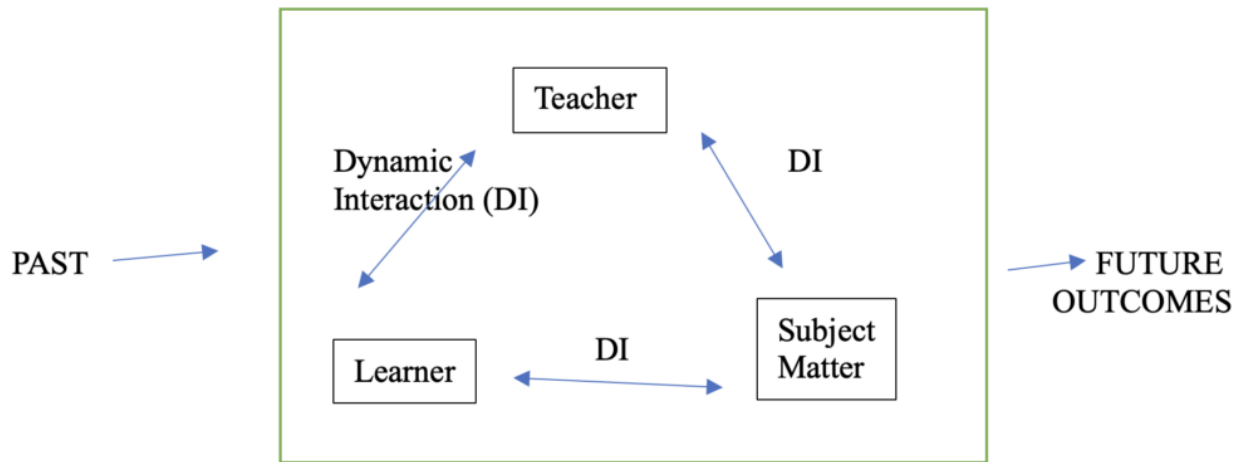 Teacher
Dynamic
Interaction (DI)
DI
PAST
FUTURE
OUTCOMES
Learner
DI
Subject
Matter